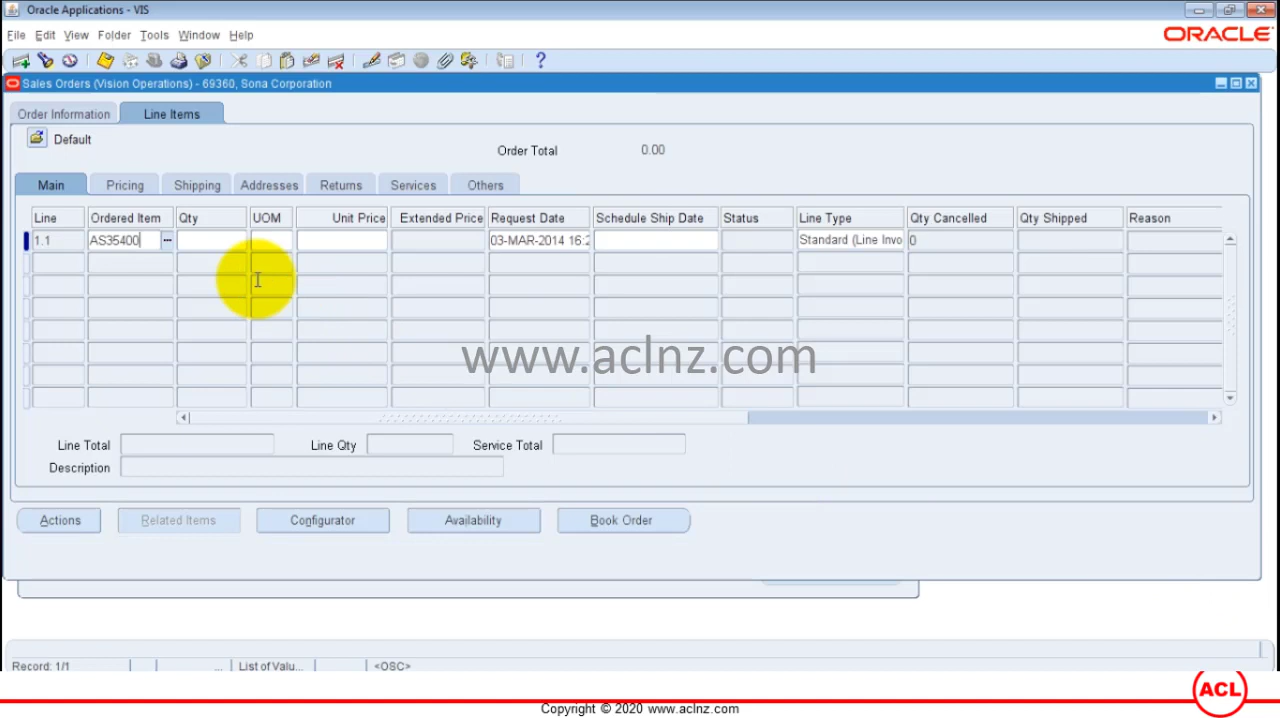 Oracle Applications - VIS
File Edit View Folder Tools Window Help
ORACLE
Sales Orders (Vision Operations) - 69360, Sona Corporation
Order Information Line Items
Default
Order Total 0.00
Main Pricing Shipping Addresses Returns Services Others
Line Ordered Item Qty UOM Unit Price Extended Price Request Date Schedule Ship Date Status Line Type Qty Cancelled Qty Shipped Reason
1.1 AS35400 03-MAR-2014 16:2 Standard (Line Invo 0
www.aclnz.com
Line Total Line Qty Service Total
Description
Actions Related Items Configurator Availability Book Order
Record: 1/1 ... List of Valu... <OSC>
ACL
Copyright © 2020 www.aclnz.com